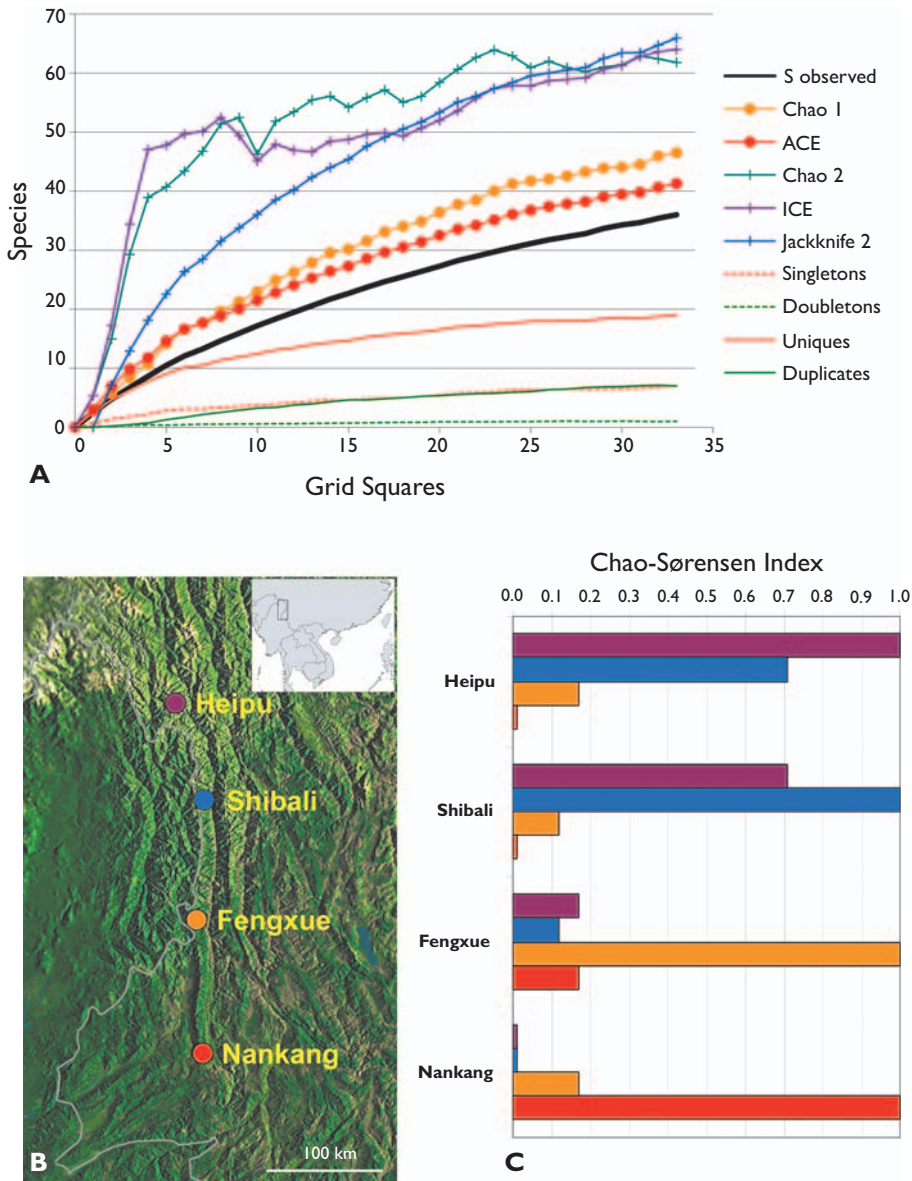 70
60
50
40
30
20
10
0
Species
0 5 10 15 20 25 30 35
Grid Squares
A
S observed
Chao 1
ACE
Chao 2
ICE
Jackknife 2
Singletons
Doubletons
Uniques
Duplicates
Heipu
Shibali
Fengxue
Nankang
100 km
B
Chao-Sørensen Index
0.0 0.1 0.2 0.3 0.4 0.5 0.6 0.7 0.8 0.9 1.0
Heipu
Shibali
Fengxue
Nankang
C